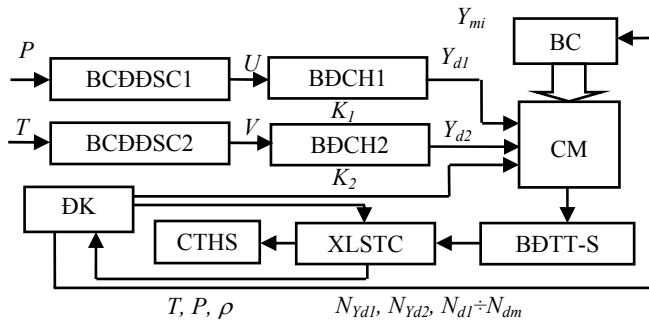 Y_mi
BC
P
BCĐĐSC1
U
BĐCH1
Y_d1
K_1
T
BCĐĐSC2
V
BĐCH2
Y_d2
K_2
CM
ĐK
CTHS
XLSTC
BĐTT-S
T, P, ρ
N_Yd1, N_Yd2, N_d1÷N_dm